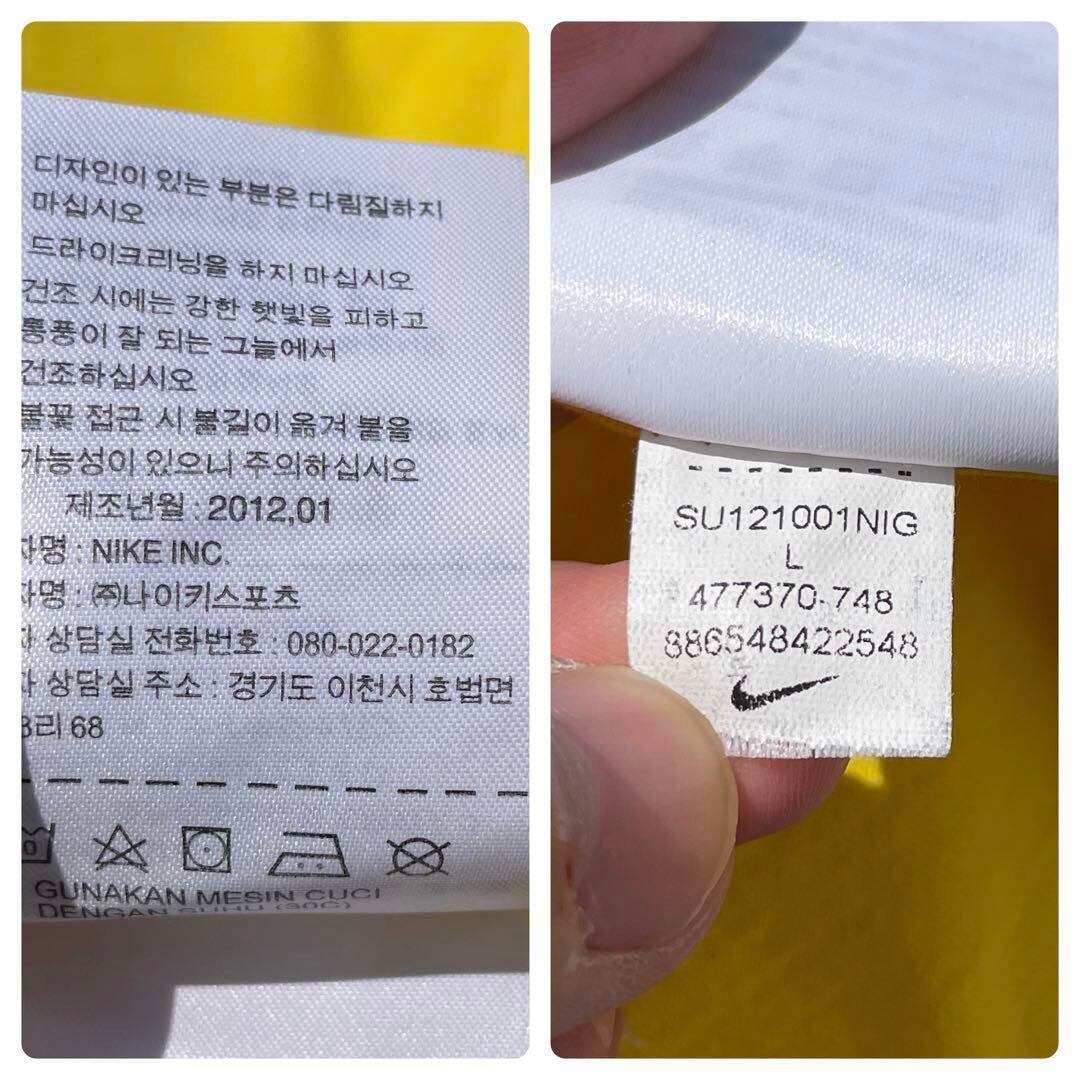 디자인이 있는 부분은 다림질하지
마십시오
드라이크리닝을 하지 마십시오
건조 시에는 강한 햇빛을 피하고
통풍이 잘 되는 그늘에서
건조하십시오
불꽃 접근 시 불길이 옮겨 붙을
가능성이 있으니 주의하십시오
제조년월 : 2012,01
자명 : NIKE INC.
자명 : ㈜나이키스포츠
자 상담실 전화번호 : 080-022-0182
자 상담실 주소 : 경기도 이천시 호법면
3리 68
GUNAKAN MESIN CUCI
DENGAN SUHU (30C)
SU121001NIG
L
477370-748
886548422548